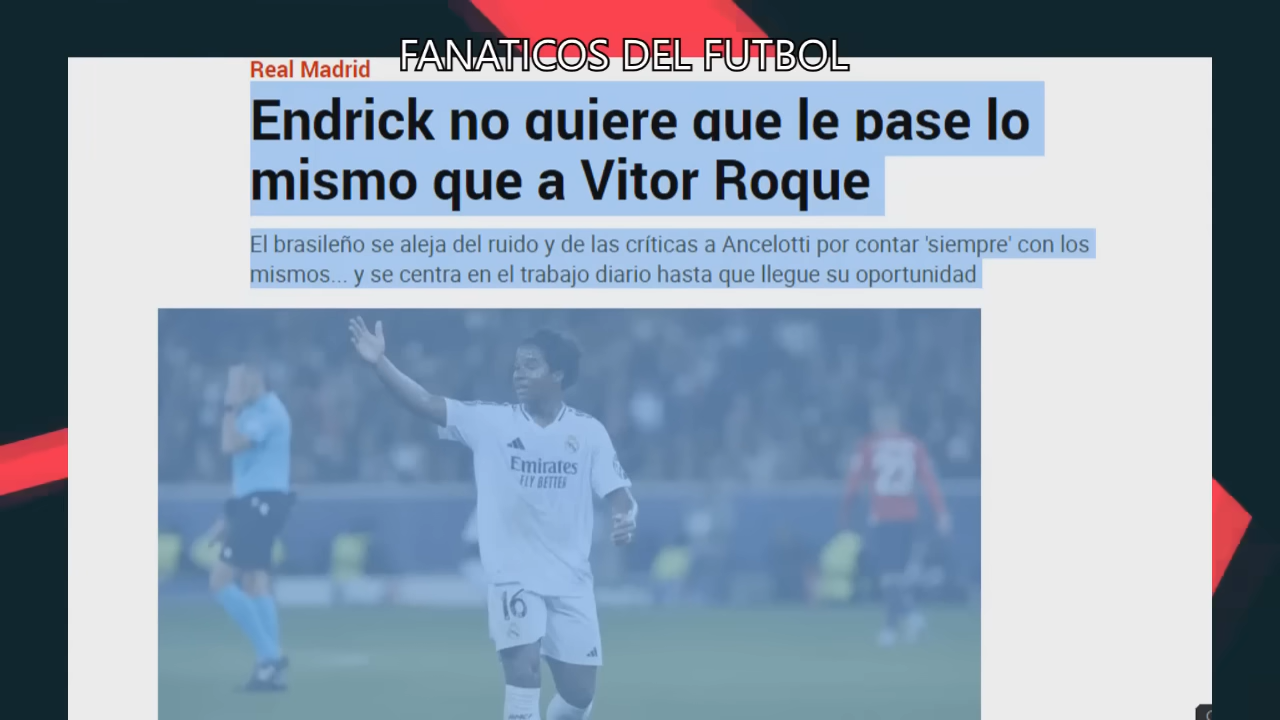 FANATICOS DEL FUTBOL
Real Madrid
Endrick no quiere que le pase lo
mismo que a Vitor Roque
El brasileño se aleja del ruido y de las críticas a Ancelotti por contar 'siempre' con los
mismos... y se centra en el trabajo diario hasta que llegue su oportunidad
Emirates
FLY BETTER
16
22